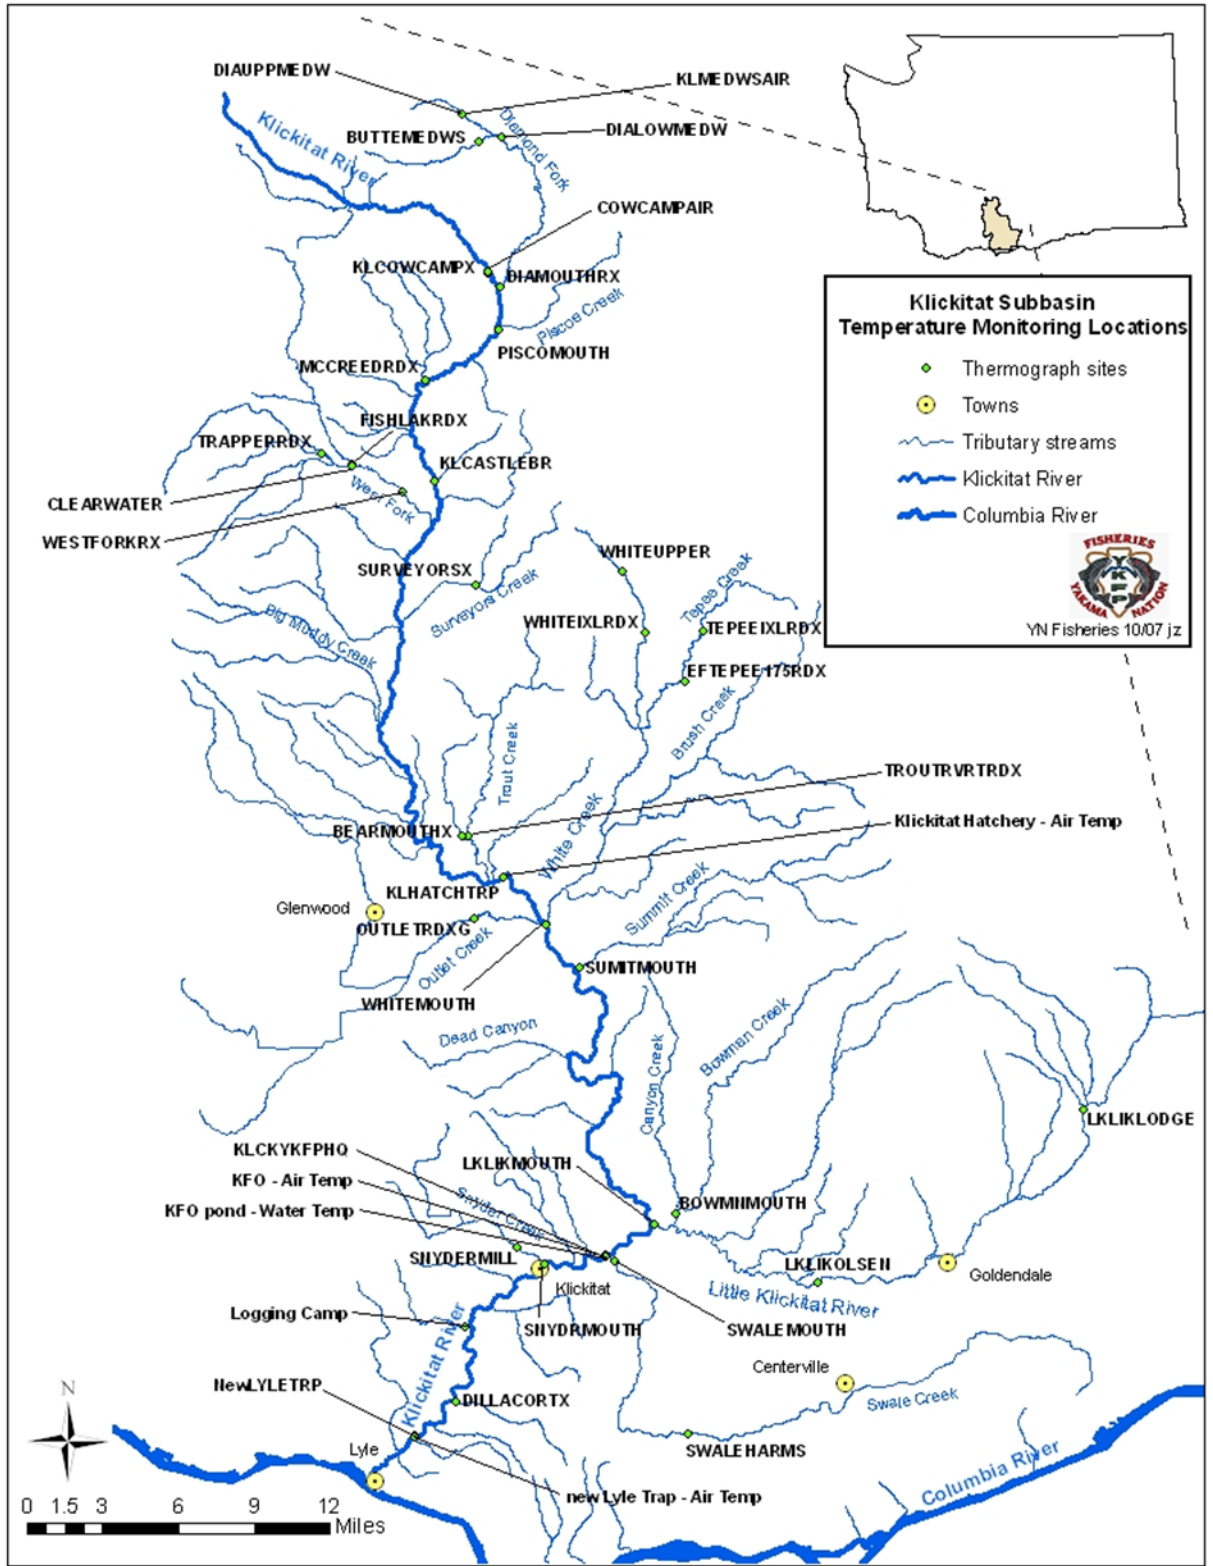 DIAUPPMEDW
KLMEDWSAIR
Klickitat River
BUTTEMEDWS
DIALOWMEDW
Diamond Fork
COWCAMPAIR
KLCOWCAMPX
DIAMOUTHRX
Piscoe Creek
PISCOMOUTH
MCCREEDRDX
FISHLAKRDX
TRAPPERRDX
KLCASTLEBR
CLEARWATER
West Fork
WESTFORKRX
SURVEYORSX
Surveyors Creek
Big Muddy Creek
WHITEUPPER
Tepee Creek
WHITEIXLRDX
TEPEEIXLRDX
EFTEPEE175RDX
Brush Creek
Klickitat Subbasin
Temperature Monitoring Locations
Thermograph sites
Towns
Tributary streams
Klickitat River
Columbia River
FISHERIES
YKFP
YAKAMA NATION
YN Fisheries 10/07 jz
Trout Creek
TROUTRVRTRDX
BEARMOUTHX
White Creek
Klickitat Hatchery - Air Temp
KLHATCHTRP
Summit Creek
Glenwood
OUTLETRDXG
Outlet Creek
SUMITMOUTH
WHITEMOUTH
Dead Canyon
Canyon Creek
Bowman Creek
LKLIKLODGE
KLCKYKFPHQ
LKLIKMOUTH
KFO - Air Temp
Snyder Creek
BOWMNMOUTH
KFO pond - Water Temp
SNYDERMILL
LKLIKOLSEN
Goldendale
Klickitat
Little Klickitat River
Logging Camp
Klickitat River
SNYDRMOUTH
SWALEMOUTH
Centerville
N
NewLYLETRP
DILLACORTX
Swale Creek
Lyle
SWALEHARMS
Columbia River
new Lyle Trap - Air Temp
0 1.5 3 6 9 12
Miles